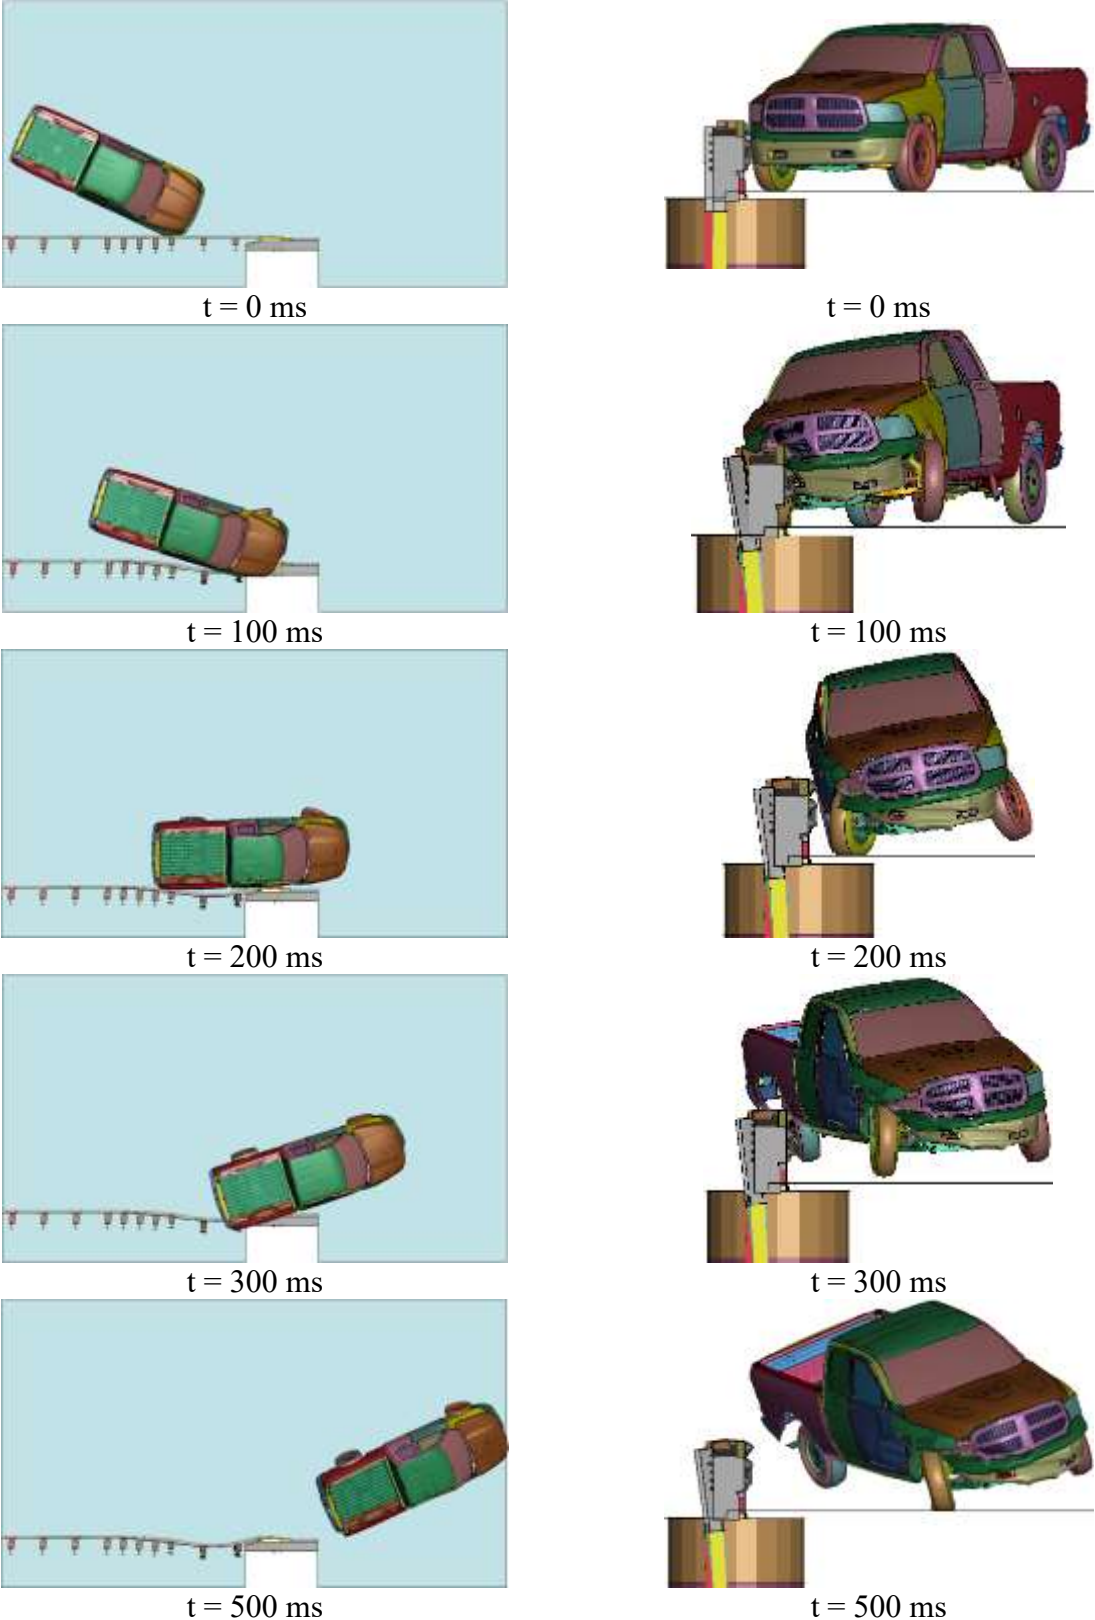 t = 0 ms
t = 0 ms
t = 100 ms
t = 100 ms
t = 200 ms
t = 200 ms
t = 300 ms
t = 300 ms
t = 500 ms
t = 500 ms